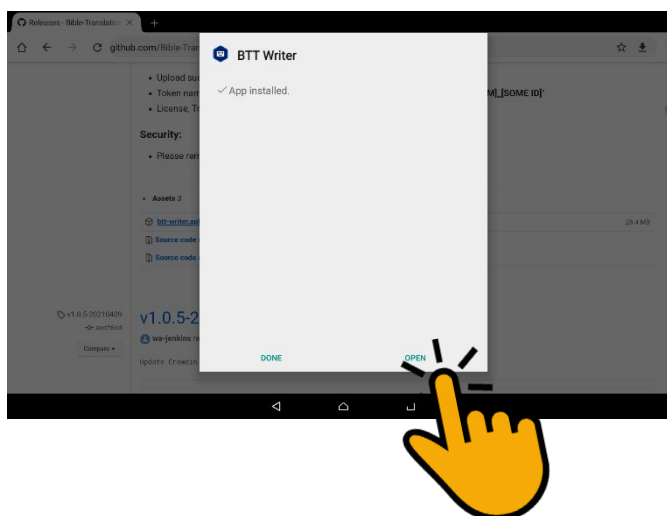 Releases · Bible-Translation
github.com/Bible-Tran
BTT Writer
App installed.
• Upload suc
• Token nam
M]_[SOME ID]"
• License, Tr
Security:
• Please rem
Assets 3
btt-writer.apk
28.4 MB
Source code
Source code
v1.0.5-20210409
v1.0.5-2
wa-jenkins re
Compare
Update Crowdin
DONE
OPEN